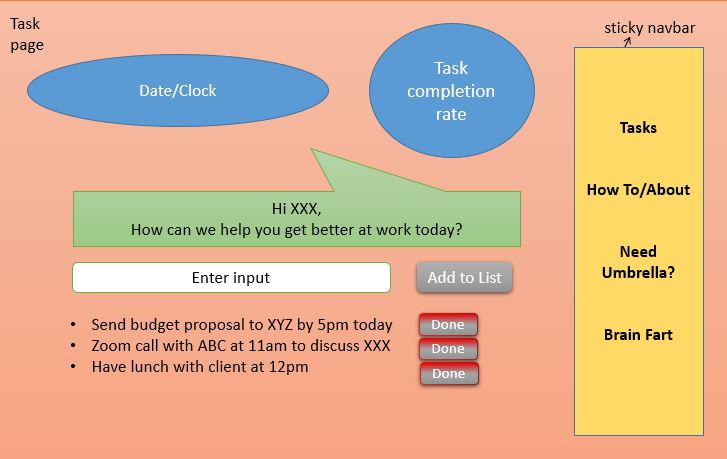 Task
page
sticky navbar
Date/Clock
Task
completion
rate
Tasks
How To/About
Need
Umbrella?
Brain Fart
Hi XXX,
How can we help you get better at work today?
Enter input
Add to List
• Send budget proposal to XYZ by 5pm today
Done
• Zoom call with ABC at 11am to discuss XXX
Done
• Have lunch with client at 12pm
Done